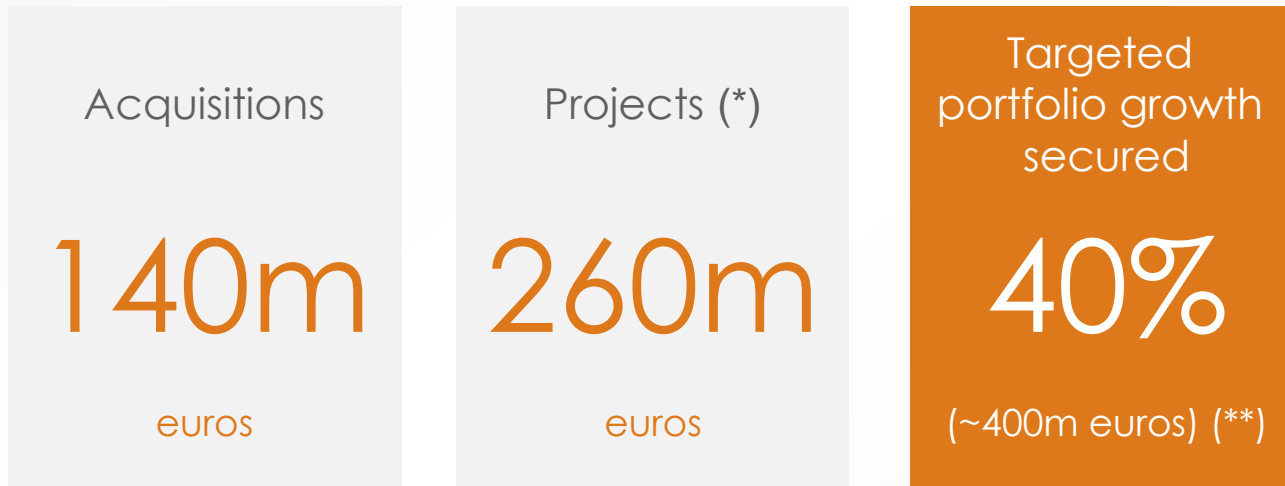 Acquisitions
140m
euros
Projects (*)
260m
euros
Targeted
portfolio growth
secured
40%
(~400m euros) (**)